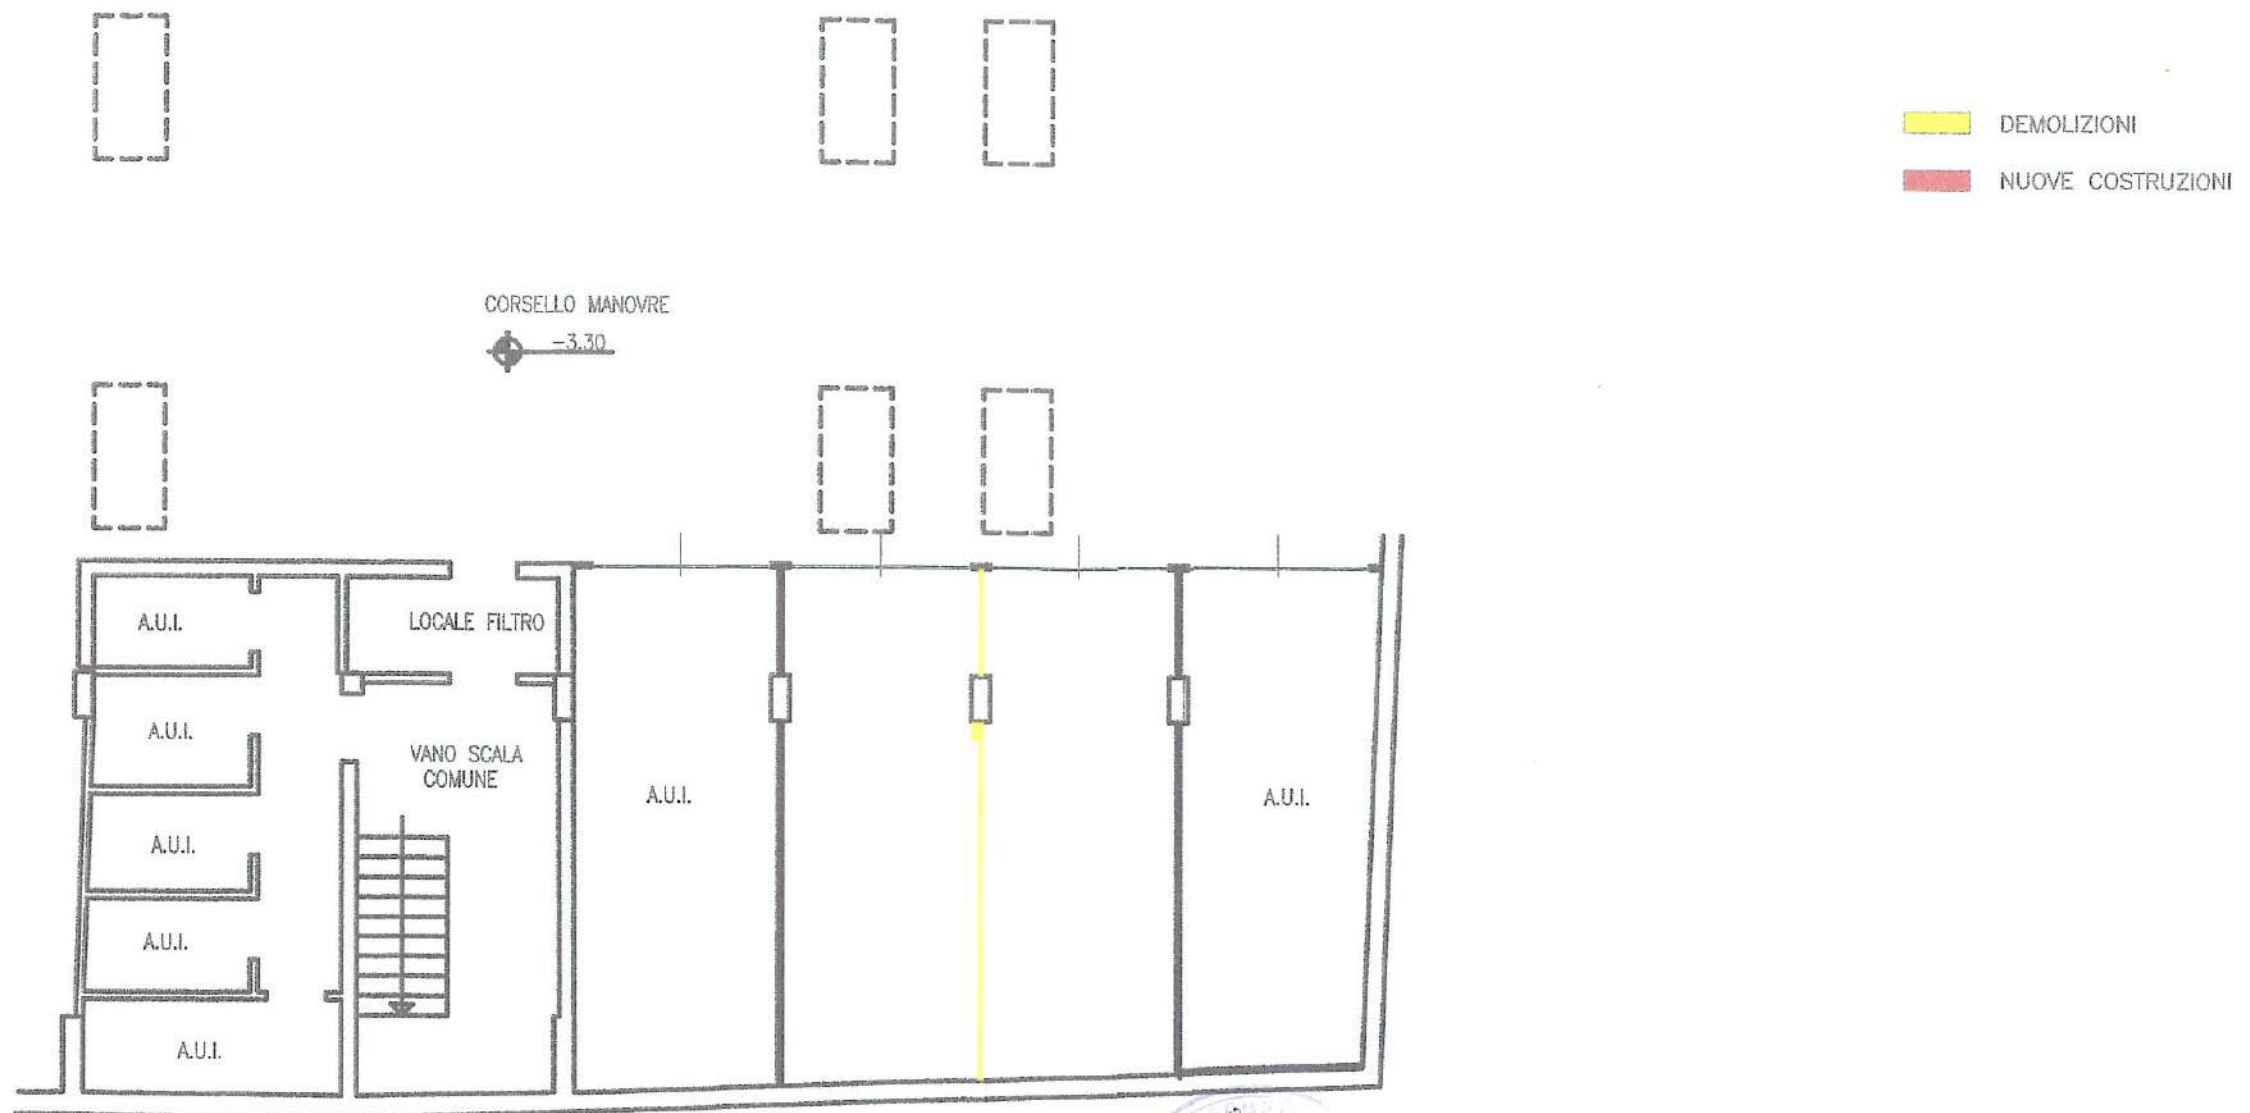 DEMOLIZIONI
NUOVE COSTRUZIONI
CORSELLO MANOVRE
-3.30
A.U.I.
LOCALE FILTRO
A.U.I.
VANO SCALA
COMUNE
A.U.I.
A.U.I.
A.U.I.
A.U.I.
A.U.I.